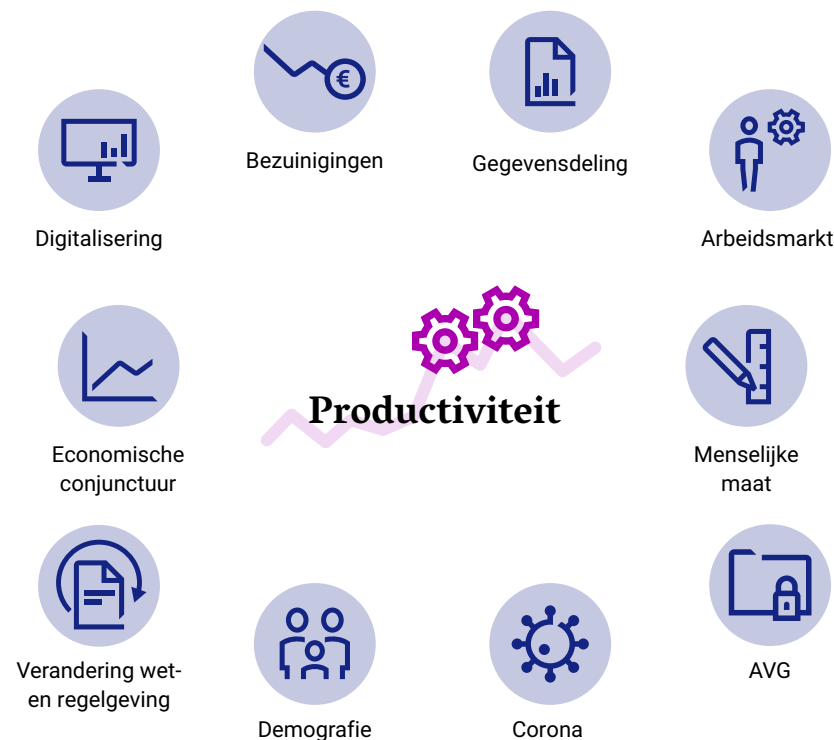 Bezuinigingen
Gegevensdeling
Digitalisering
Arbeidsmarkt
Productiviteit
Economische
conjunctuur
Menselijke
maat
Verandering wet-
en regelgeving
AVG
Demografie
Corona
€